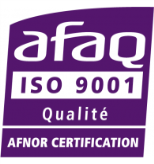 afaq
ISO 9001
Qualité
AFNOR CERTIFICATION